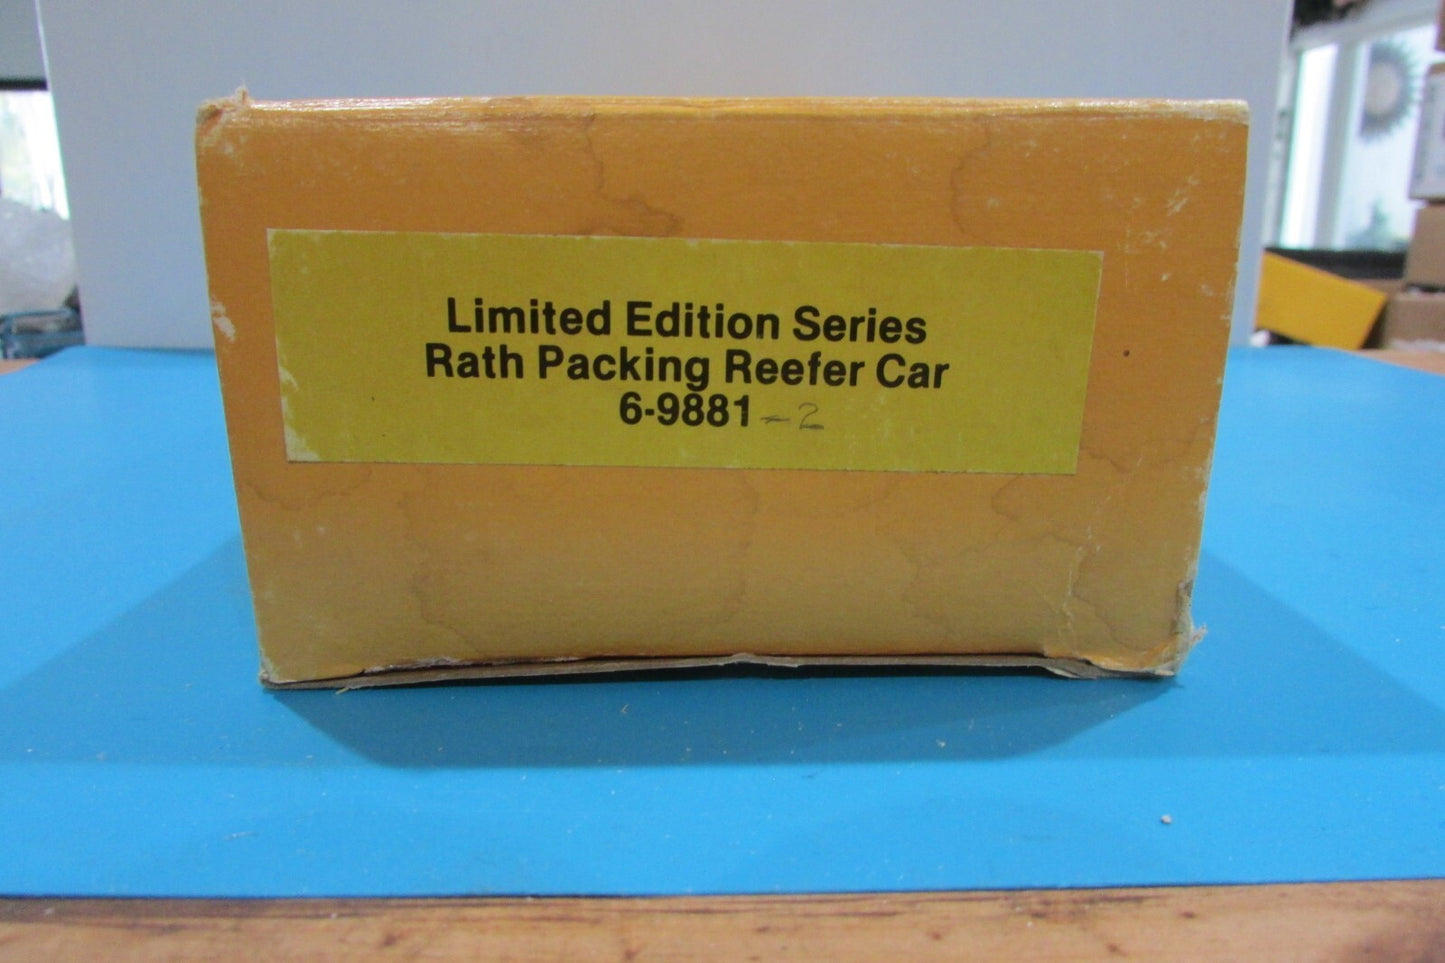 Limited Edition Series
Rath Packing Reefer Car
6-9881 -2